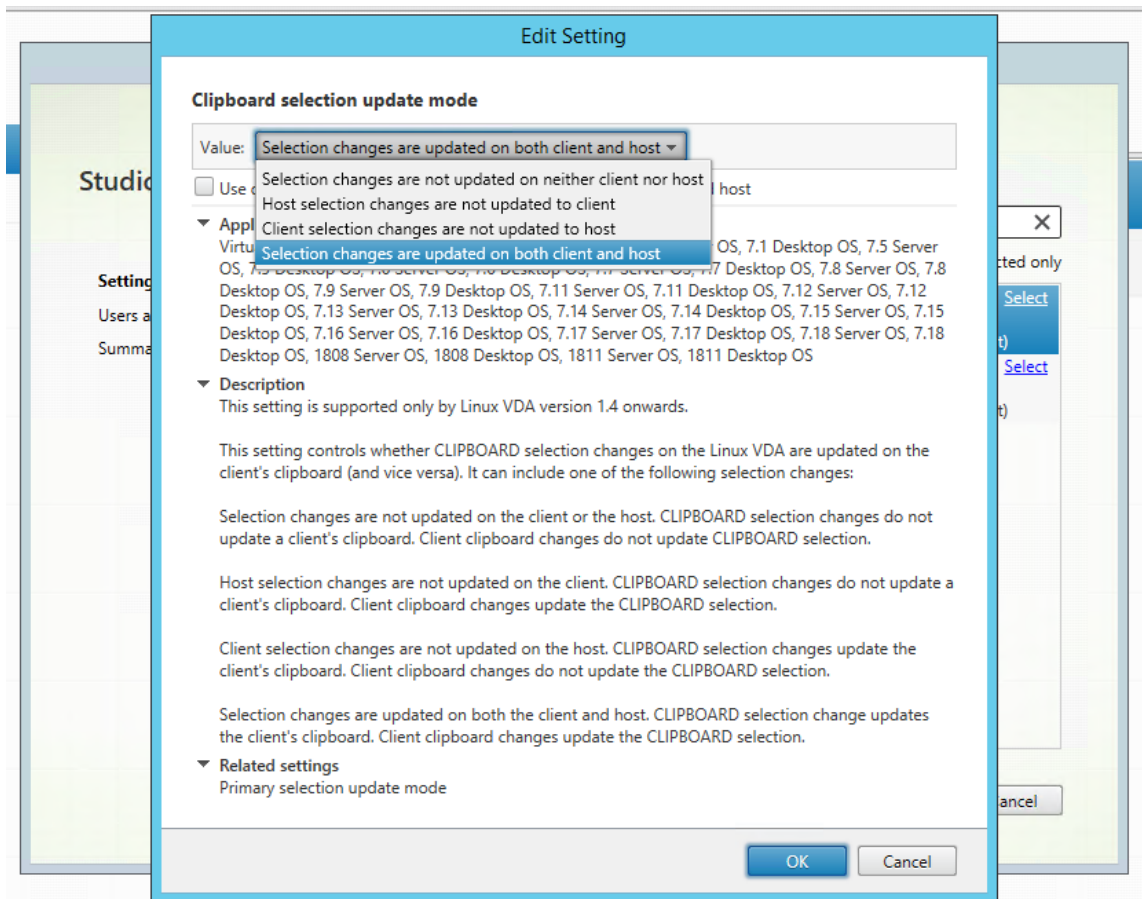 Edit Setting
Clipboard selection update mode
Value: Selection changes are updated on both client and host
Selection changes are not updated on neither client nor host
Host selection changes are not updated to client
Client selection changes are not updated to host
Selection changes are updated on both client and host
Use host
OS, 7.1 Desktop OS, 7.5 Server
Desktop OS, 7.8 Server OS, 7.8
Desktop OS, 7.9 Server OS, 7.9 Desktop OS, 7.11 Server OS, 7.11 Desktop OS, 7.12 Server OS, 7.12
Desktop OS, 7.13 Server OS, 7.13 Desktop OS, 7.14 Server OS, 7.14 Desktop OS, 7.15 Server OS, 7.15
Desktop OS, 7.16 Server OS, 7.16 Desktop OS, 7.17 Server OS, 7.17 Desktop OS, 7.18 Server OS, 7.18
Desktop OS, 1808 Server OS, 1808 Desktop OS, 1811 Server OS, 1811 Desktop OS
Description
This setting is supported only by Linux VDA version 1.4 onwards.
This setting controls whether CLIPBOARD selection changes on the Linux VDA are updated on the
client's clipboard (and vice versa). It can include one of the following selection changes:
Selection changes are not updated on the client or the host. CLIPBOARD selection changes do not
update a client's clipboard. Client clipboard changes do not update CLIPBOARD selection.
Host selection changes are not updated on the client. CLIPBOARD selection changes do not update a
client's clipboard. Client clipboard changes update the CLIPBOARD selection.
Client selection changes are not updated on the host. CLIPBOARD selection changes update the
client's clipboard. Client clipboard changes do not update the CLIPBOARD selection.
Selection changes are updated on both the client and host. CLIPBOARD selection change updates
the client's clipboard. Client clipboard changes update the CLIPBOARD selection.
Related settings
Primary selection update mode
OK
Cancel
Studio
Setting
Users a
Summa
cted only
Select
t)
Select
t)
ancel